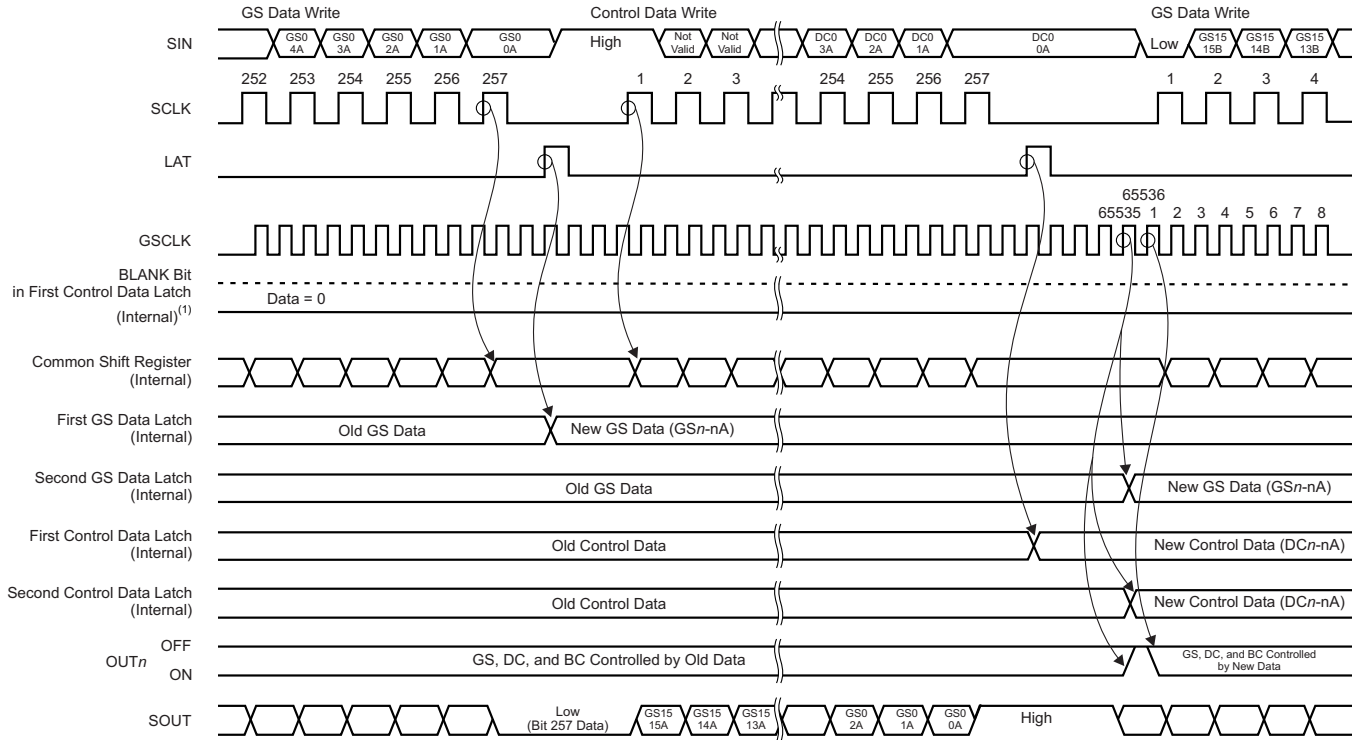 GS Data Write
Control Data Write
GS Data Write
SIN
GS0 4A
GS0 3A
GS0 2A
GS0 1A
GS0 0A
High
Not Valid
Not Valid
DC0 3A
DC0 2A
DC0 1A
DC0 0A
Low
GS15 15B
GS15 14B
GS15 13B
252 253 254 255 256 257 1 2 3 254 255 256 257 1 2 3 4
SCLK
LAT
65536
65535 1 2 3 4 5 6 7 8
GSCLK
BLANK Bit
in First Control Data Latch
(Internal)(1)
Data = 0
Common Shift Register
(Internal)
First GS Data Latch
(Internal)
Old GS Data
New GS Data (GSn-nA)
Second GS Data Latch
(Internal)
Old GS Data
New GS Data (GSn-nA)
First Control Data Latch
(Internal)
Old Control Data
New Control Data (DCn-nA)
Second Control Data Latch
(Internal)
Old Control Data
New Control Data (DCn-nA)
OFF
OUTn
ON
GS, DC, and BC Controlled by Old Data
GS, DC, and BC Controlled
by New Data
SOUT
Low
(Bit 257 Data)
GS15 15A
GS15 14A
GS15 13A
GS0 2A
GS0 1A
GS0 0A
High